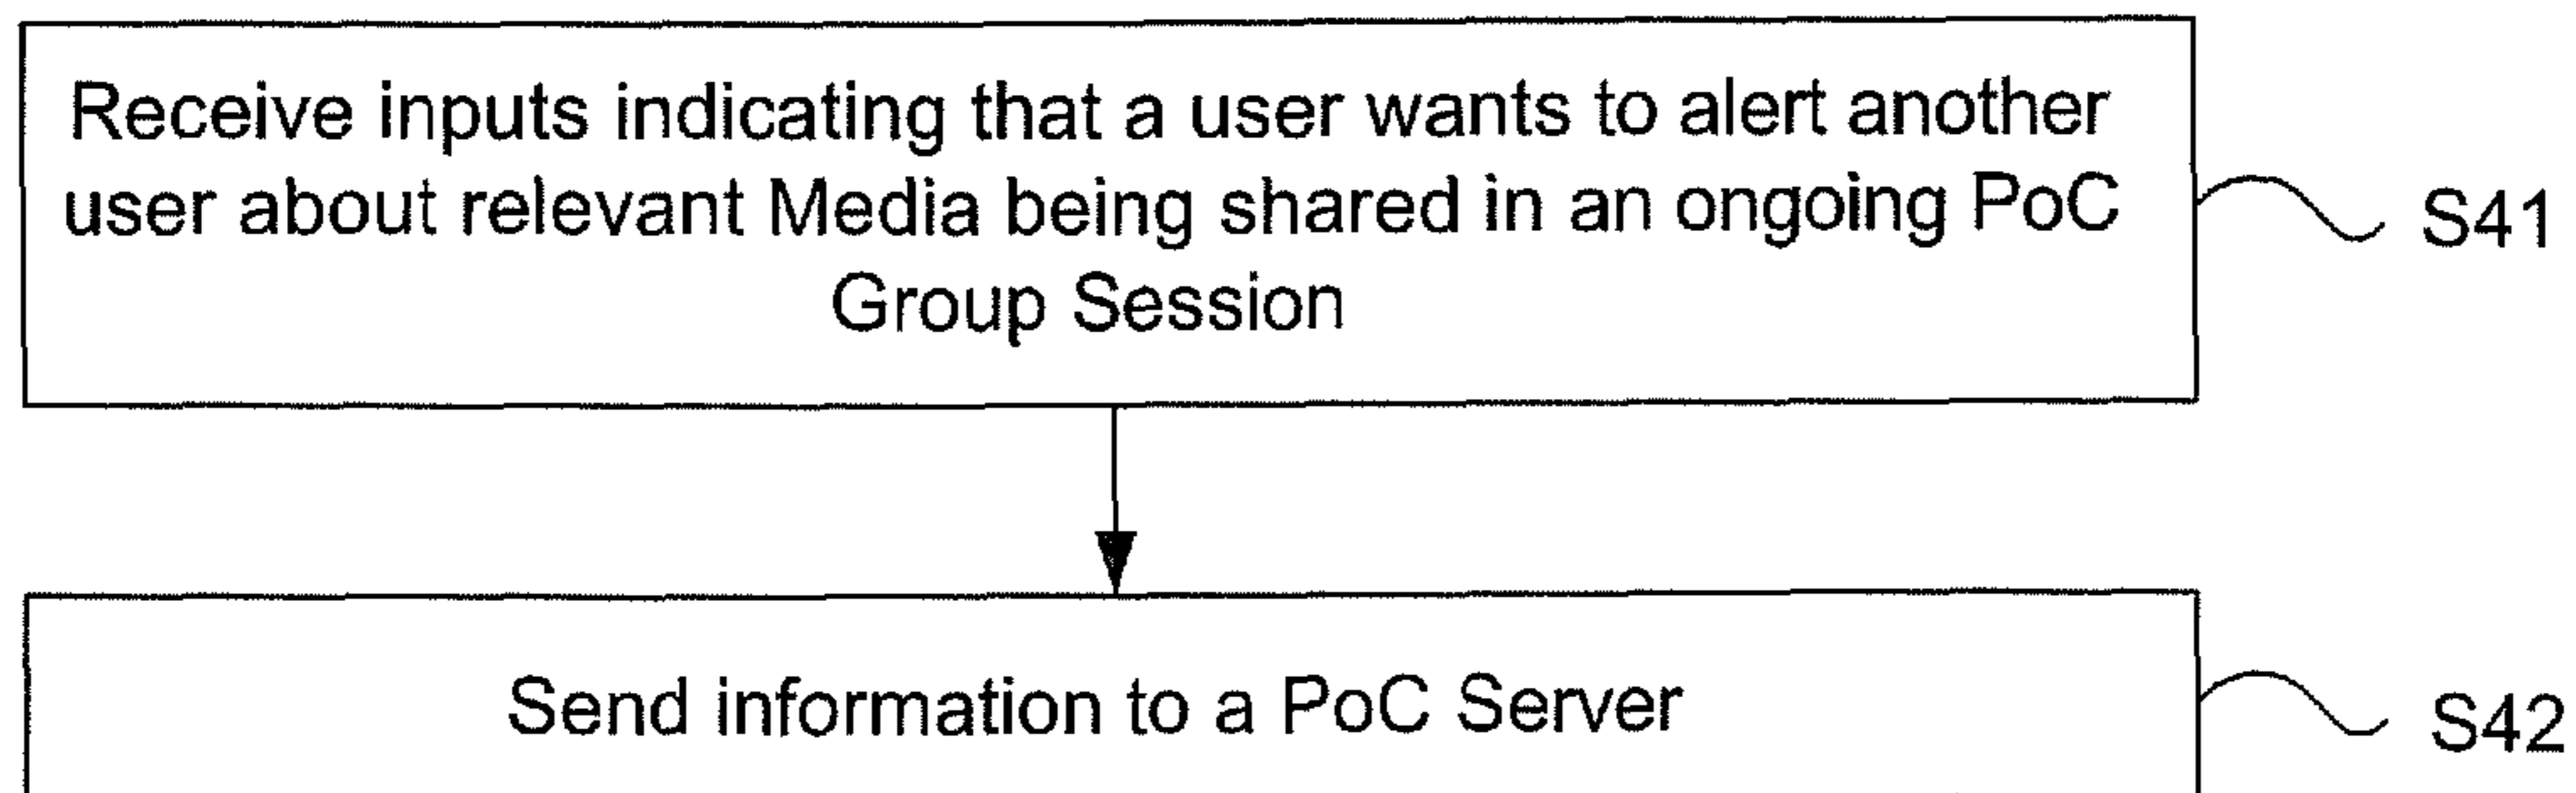 Receive inputs indicating that a user wants to alert another
user about relevant Media being shared in an ongoing PoC
Group Session
S41
Send information to a PoC Server
S42